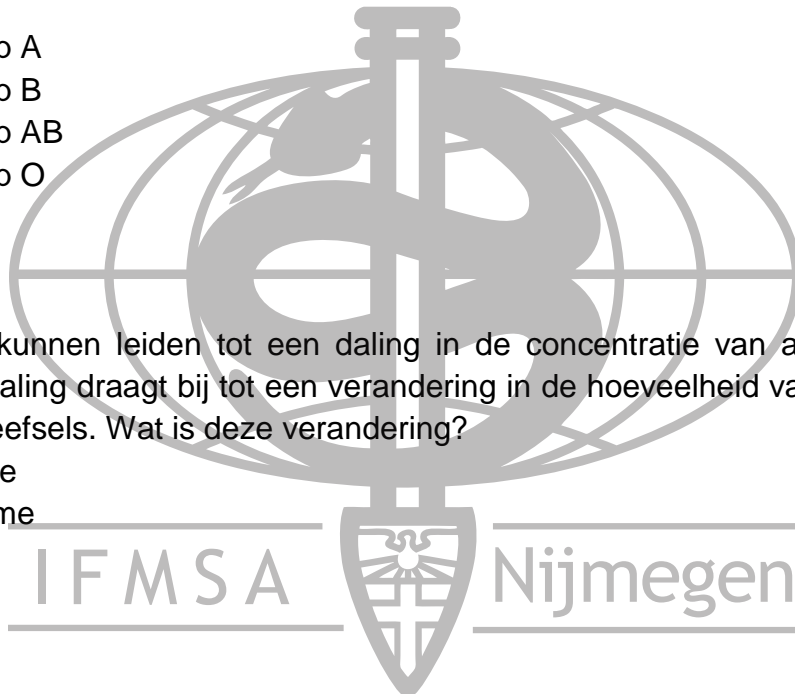 o A
o B
o AB
o O
kunnen leiden tot een daling in de concentratie van a
aling draagt bij tot een verandering in de hoeveelheid va
eefsels. Wat is deze verandering?
e
me
IFMSA Nijmegen